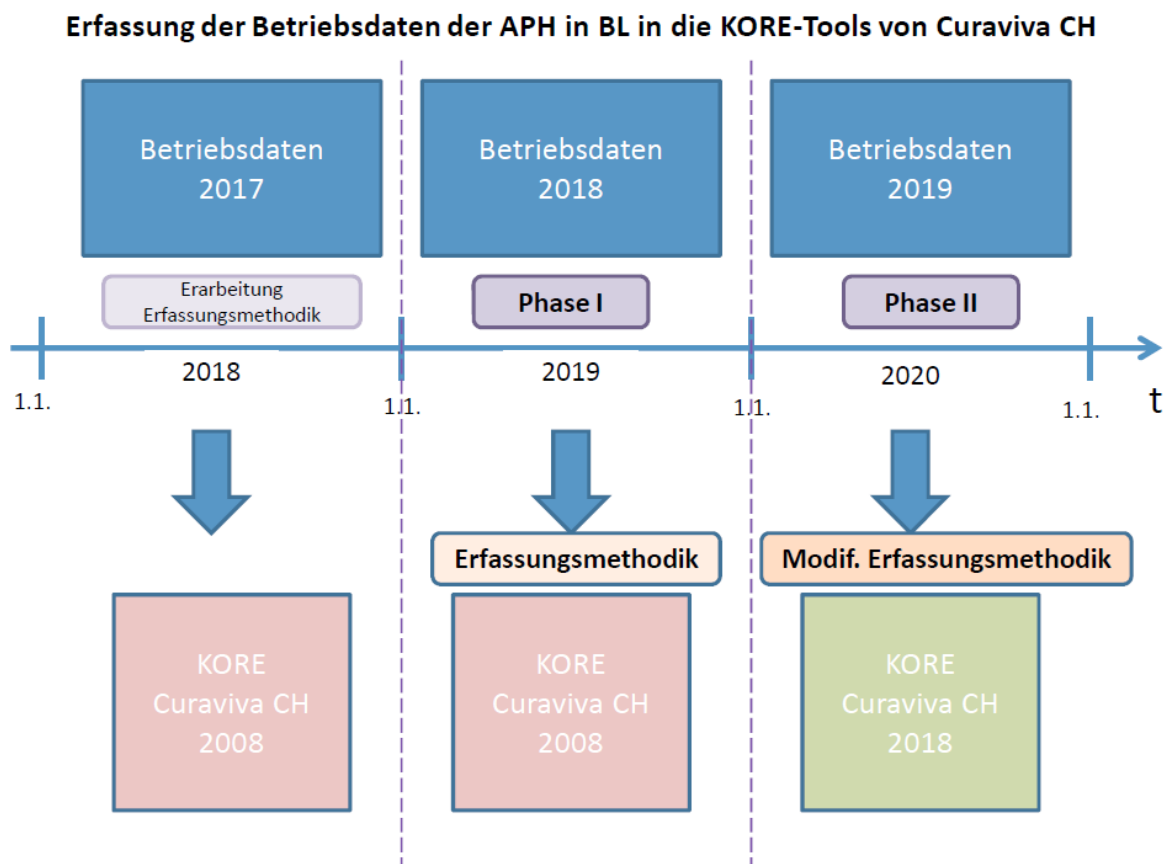 Erfassung der Betriebsdaten der APH in BL in die KORE-Tools von Curaviva CH
Betriebsdaten
2017
Betriebsdaten
2018
Betriebsdaten
2019
Erarbeitung
Erfassungsmethodik
Phase I
Phase II
2018
2019
2020
1.1.
1.1.
1.1.
1.1.
t
Erfassungsmethodik
Modif. Erfassungsmethodik
KORE
Curaviva CH
2008
KORE
Curaviva CH
2008
KORE
Curaviva CH
2018